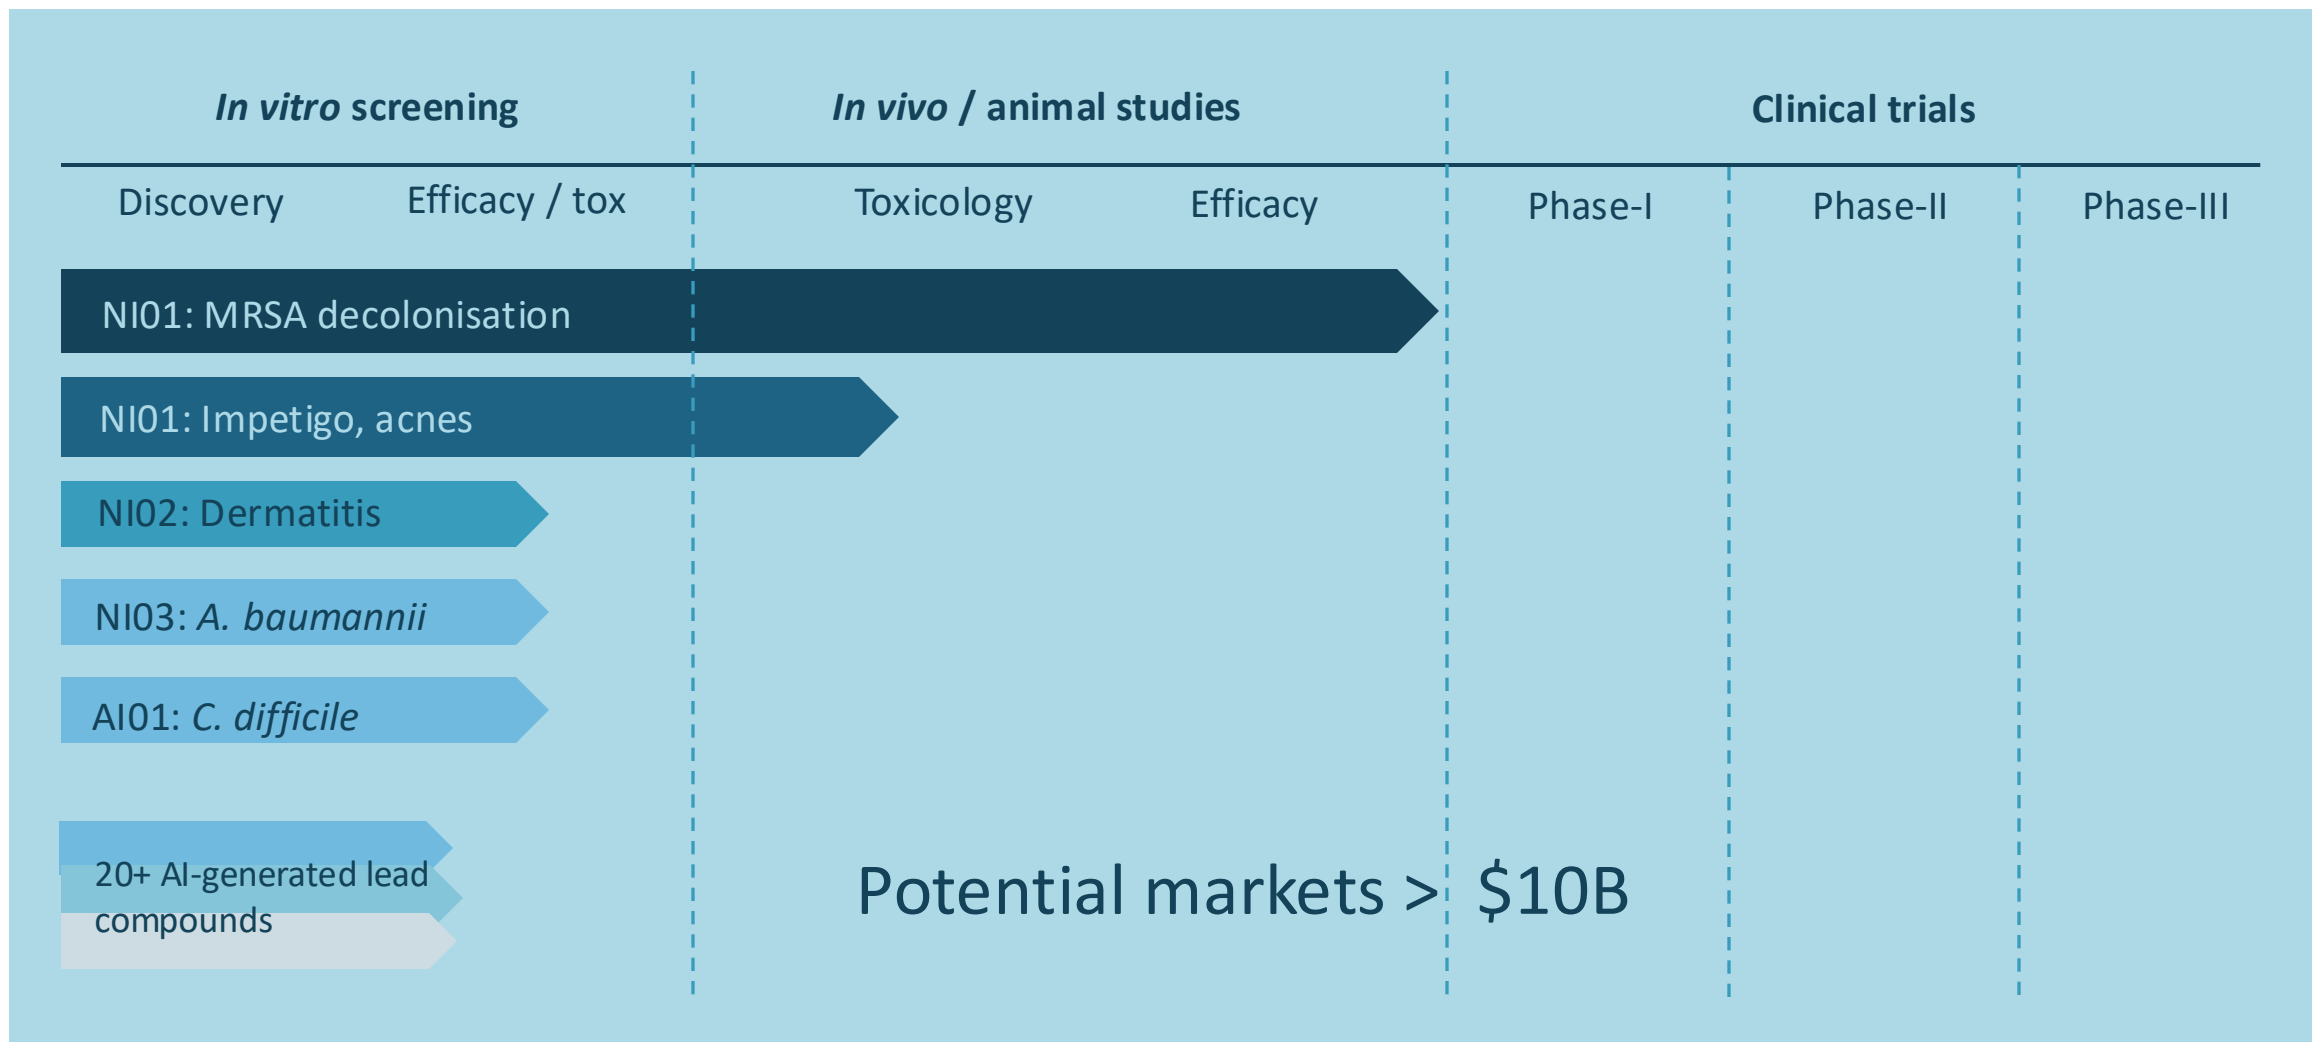 In vitro screening
In vivo / animal studies
Clinical trials
Discovery
Efficacy / tox
Toxicology
Efficacy
Phase-I
Phase-II
Phase-III
NI01: MRSA decolonisation
NI01: Impetigo, acnes
NI02: Dermatitis
NI03: A. baumannii
AI01: C. difficile
20+ AI-generated lead
compounds
Potential markets > $10B